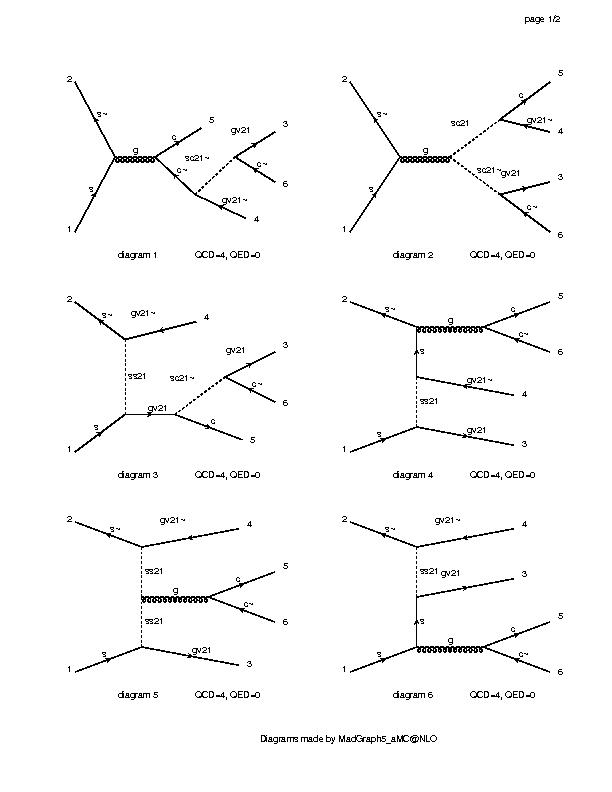 page 1/2
2
s~
g
s
1
c
5
sc21~
c~
gv21
3
c~
6
gv21~
4
diagram 1 QCD=4, QED=0
2
s~
g
s
1
sc21
c
5
gv21~
4
sc21~
gv21
3
c~
6
diagram 2 QCD=4, QED=0
2
s~
gv21~
4
ss21
s
1
gv21
sc21~
gv21
3
c~
6
c
5
diagram 3 QCD=4, QED=0
2
s~
g
c
5
c~
6
s
gv21~
4
ss21
s
1
gv21
3
diagram 4 QCD=4, QED=0
2
s~
gv21~
4
ss21
g
c
5
c~
6
ss21
s
1
gv21
3
diagram 5 QCD=4, QED=0
2
s~
gv21~
4
ss21
gv21
3
s
g
c
5
c~
6
s
1
diagram 6 QCD=4, QED=0
Diagrams made by MadGraph5_aMC@NLO